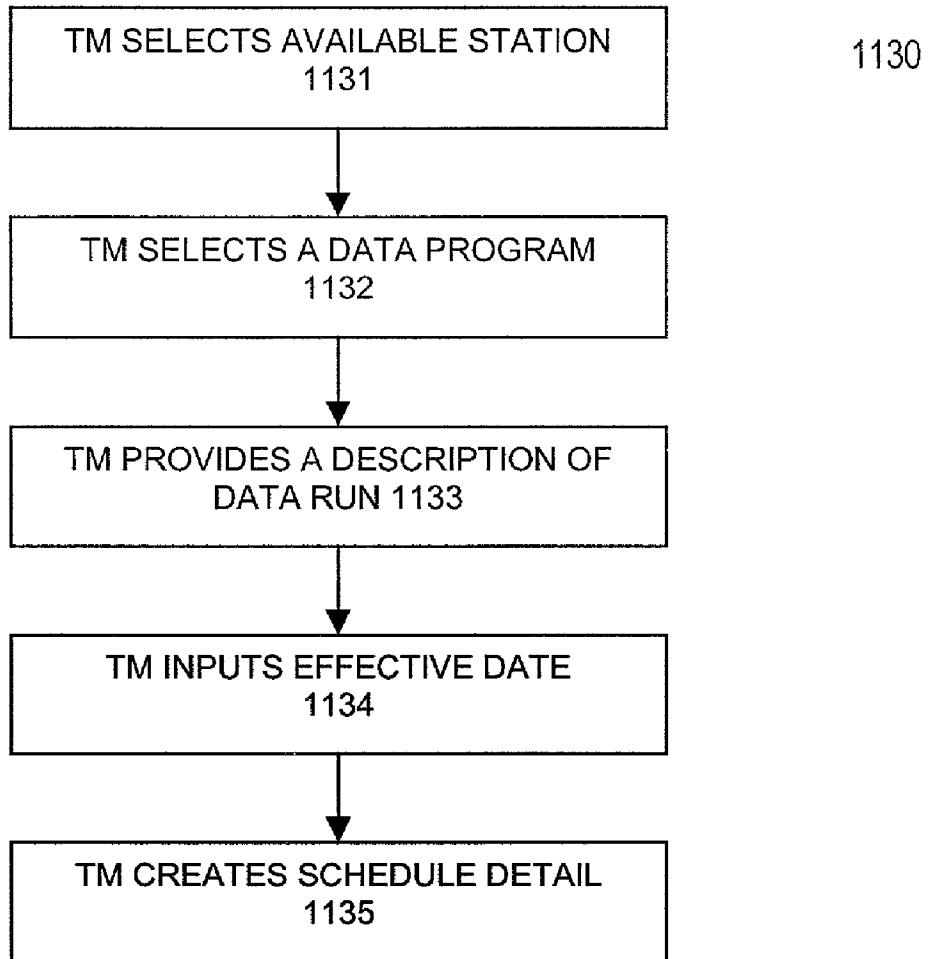 TM SELECTS AVAILABLE STATION
1131
1130
TM SELECTS A DATA PROGRAM
1132
TM PROVIDES A DESCRIPTION OF
DATA RUN 1133
TM INPUTS EFFECTIVE DATE
1134
TM CREATES SCHEDULE DETAIL
1135